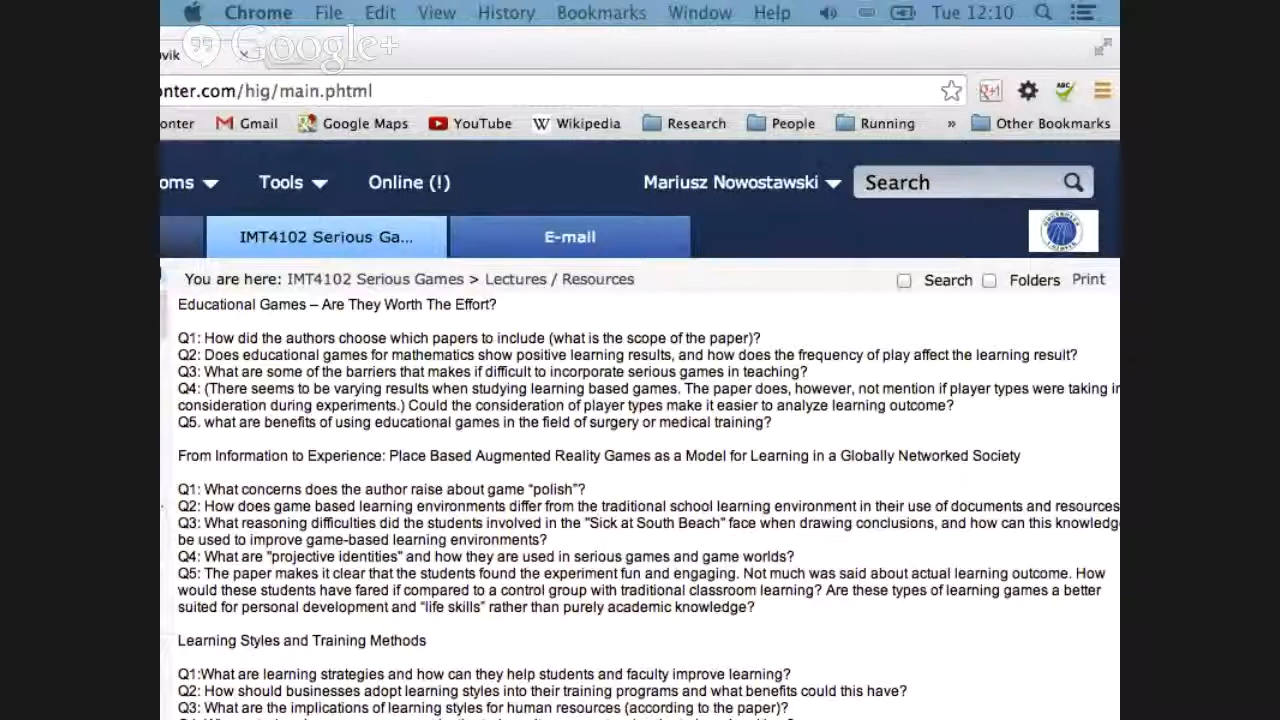 Chrome File Edit View History Bookmarks Window Help Tue 12:10
Google+
vik
onter.com/hig/main.phtml
onter Gmail Google Maps YouTube Wikipedia Research People Running » Other Bookmarks
oms Tools Online (!) Mariusz Nowostawski Search
IMT4102 Serious Ga... E-mail
You are here: IMT4102 Serious Games > Lectures / Resources Search Folders Print
Educational Games – Are They Worth The Effort?
Q1: How did the authors choose which papers to include (what is the scope of the paper)?
Q2: Does educational games for mathematics show positive learning results, and how does the frequency of play affect the learning result?
Q3: What are some of the barriers that makes if difficult to incorporate serious games in teaching?
Q4: (There seems to be varying results when studying learning based games. The paper does, however, not mention if player types were taking in
consideration during experiments.) Could the consideration of player types make it easier to analyze learning outcome?
Q5. what are benefits of using educational games in the field of surgery or medical training?
From Information to Experience: Place Based Augmented Reality Games as a Model for Learning in a Globally Networked Society
Q1: What concerns does the author raise about game “polish”?
Q2: How does game based learning environments differ from the traditional school learning environment in their use of documents and resources
Q3: What reasoning difficulties did the students involved in the "Sick at South Beach" face when drawing conclusions, and how can this knowledg
be used to improve game-based learning environments?
Q4: What are "projective identities" and how they are used in serious games and game worlds?
Q5: The paper makes it clear that the students found the experiment fun and engaging. Not much was said about actual learning outcome. How
would these students have fared if compared to a control group with traditional classroom learning? Are these types of learning games a better
suited for personal development and “life skills” rather than purely academic knowledge?
Learning Styles and Training Methods
Q1:What are learning strategies and how can they help students and faculty improve learning?
Q2: How should businesses adopt learning styles into their training programs and what benefits could this have?
Q3: What are the implications of learning styles for human resources (according to the paper)?